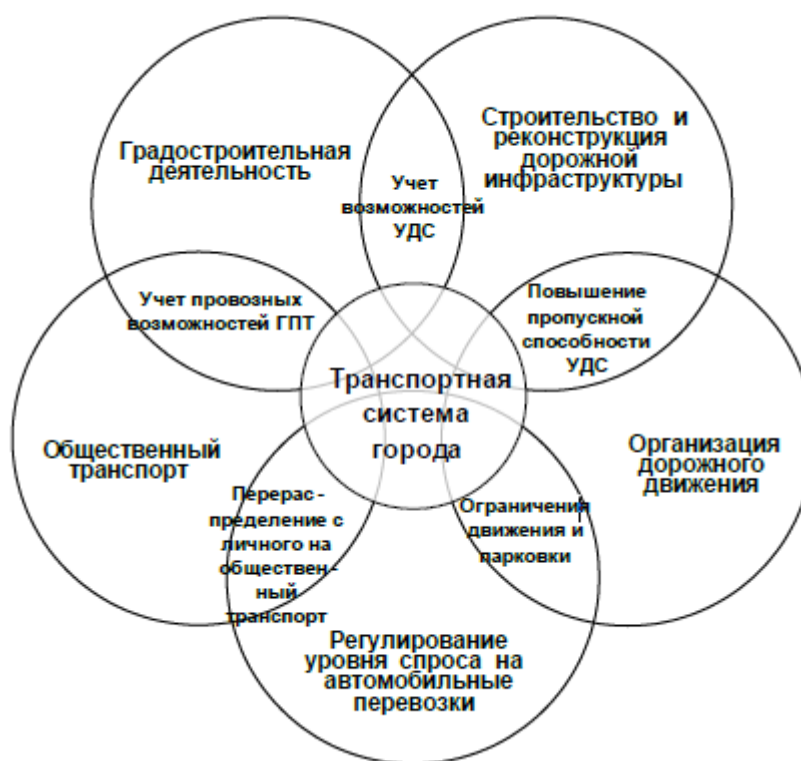 Градостроительная
деятельность
Строительство и
реконструкция
дорожной
инфраструктуры
Учет
возможностей
УДС
Учет провозных
возможностей ГПТ
Повышение
пропускной
способности
УДС
Транспортная
система
города
Общественный
транспорт
Организация
дорожного
движения
Перерас-
пределение с
личного на
обществен-
ный
транспорт
Ограничения
движения и
парковки
Регулирование
уровня спроса на
автомобильные
перевозки